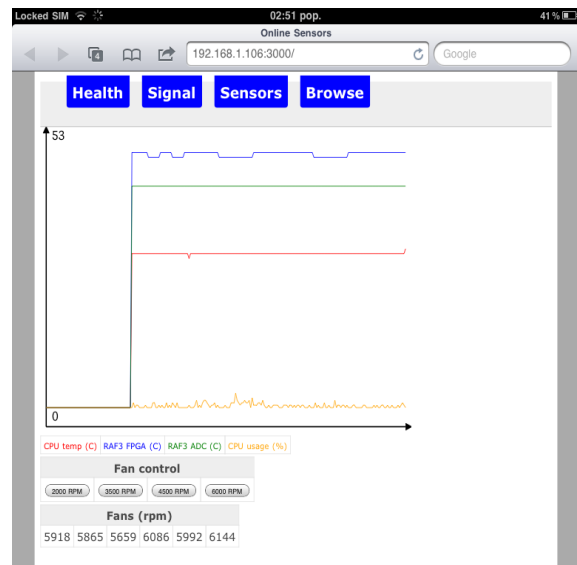 Locked SIM 02:51 pop. 41 %
Online Sensors
4 192.168.1.106:3000/ Google
Health Signal Sensors Browse
53
0
CPU temp (C) RAF3 FPGA (C) RAF3 ADC (C) CPU usage (%)
Fan control
2000 RPM 3500 RPM 4500 RPM 6000 RPM
Fans (rpm)
5918 5865 5659 6086 5992 6144